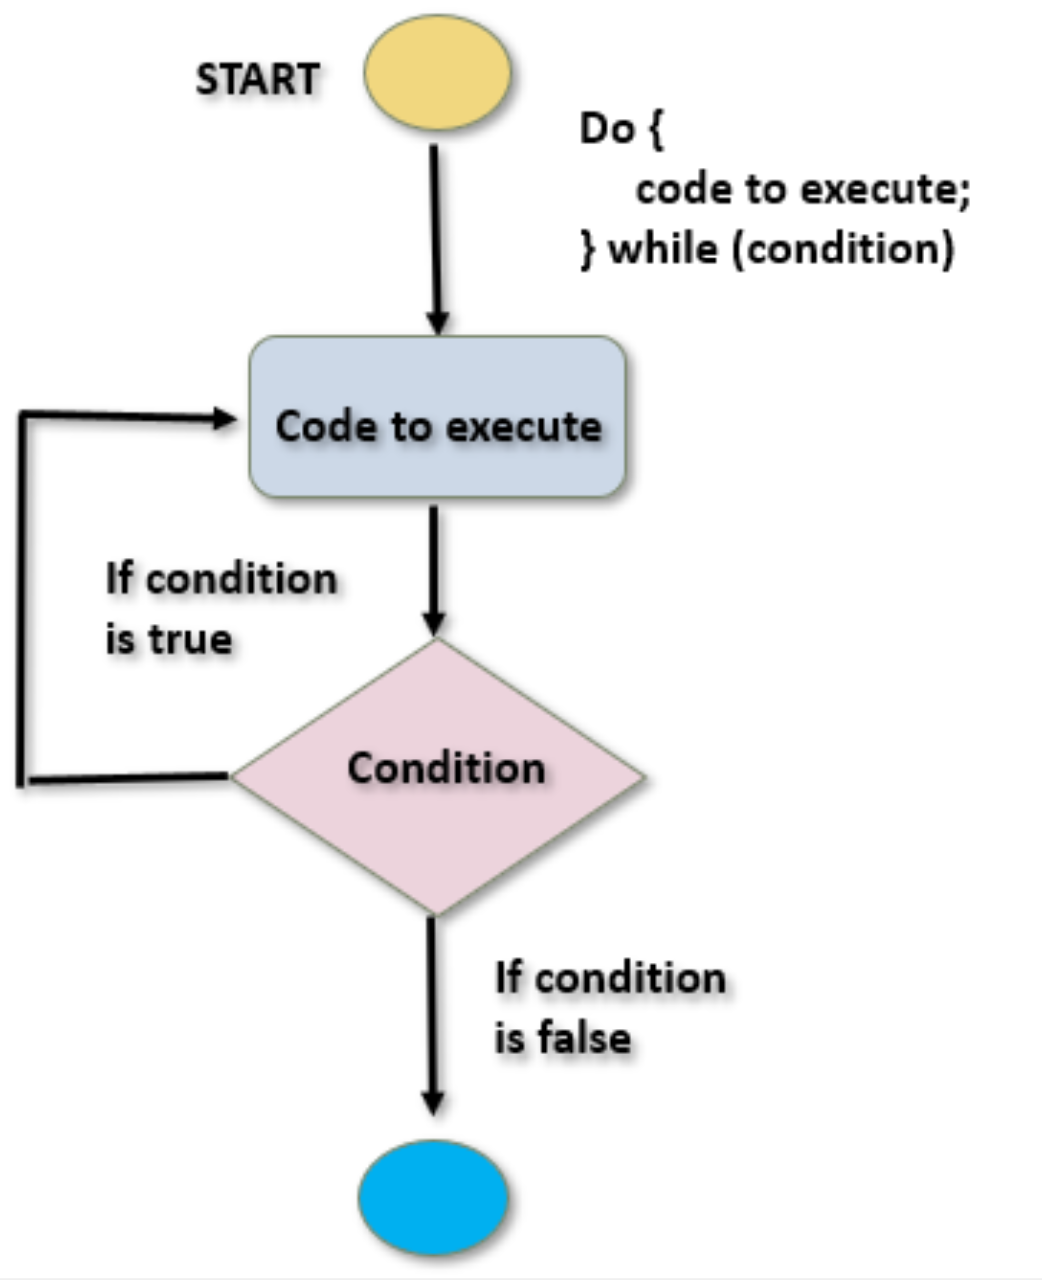 START
Do {
code to execute;
} while (condition)
Code to execute
If condition
is true
Condition
If condition
is false